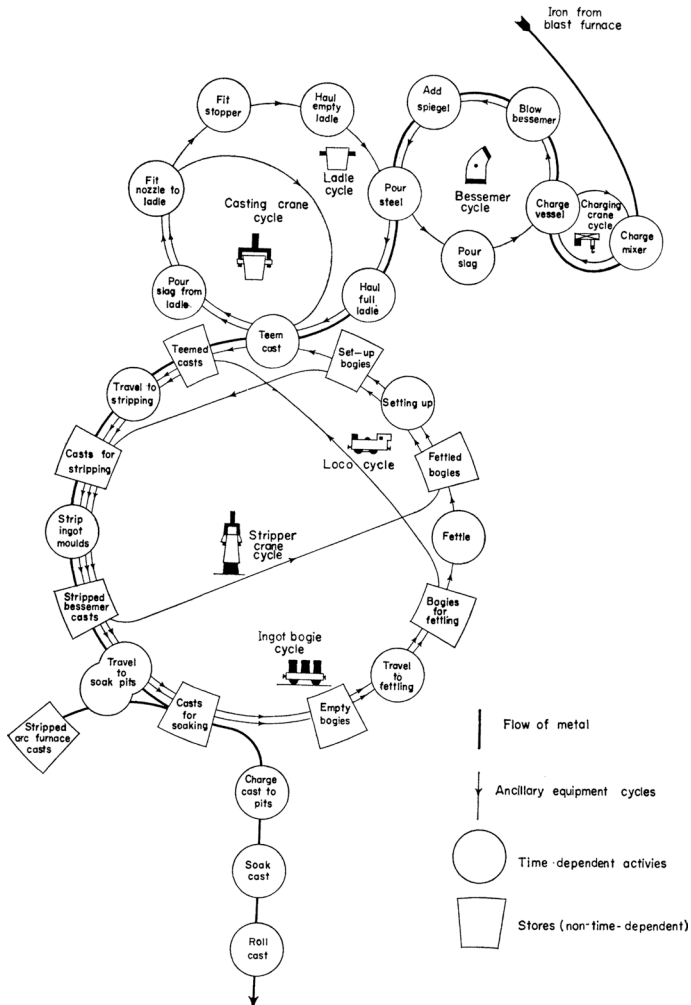 Iron from
blast furnace
Fit
stopper
Haul
empty
ladle
Add
spiegel
Blow
bessemer
Ladle
cycle
Bessemer
cycle
Fit
nozzle to
ladle
Casting crane
cycle
Pour
steel
Charge
vessel
Charging
crane
cycle
Charge
mixer
Pour
slag
Pour
slag from
ladle
Haul
full
ladle
Teem
cast
Teemed
casts
Set-up
bogies
Travel to
stripping
Setting up
Casts for
stripping
Loco cycle
Fettled
bogies
Strip
ingot
moulds
Stripper
crane
cycle
Fettle
Stripped
bessemer
casts
Bogies
for
fettling
Ingot bogie
cycle
Travel
to
soak pits
Travel
to
fettling
Casts
for
soaking
Empty
bogies
Stripped
arc furnace
casts
Charge
cast to
pits
Soak
cast
Roll
cast
Flow of metal
Ancillary equipment cycles
Time-dependent activies
Stores (non-time-dependent)